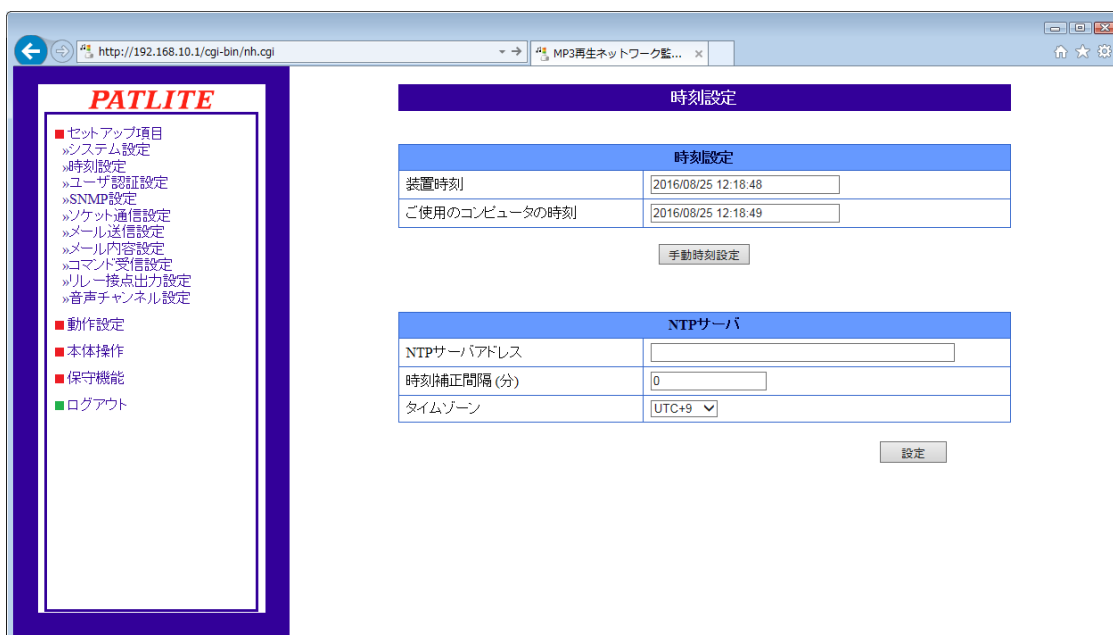 http://192.168.10.1/cgi-bin/nh.cgi
MP3再生ネットワーク監...
PATLITE
■セットアップ項目
»システム設定
»時刻設定
»ユーザ認証設定
»SNMP設定
»ソケット通信設定
»メール送信設定
»メール内容設定
»コマンド受信設定
»リレー接点出力設定
»音声チャンネル設定
■動作設定
■本体操作
■保守機能
■ログアウト
時刻設定
時刻設定
装置時刻 2016/08/25 12:18:48
ご使用のコンピュータの時刻 2016/08/25 12:18:49
手動時刻設定
NTPサーバ
NTPサーバアドレス
時刻補正間隔(分) 0
タイムゾーン UTC+9
設定